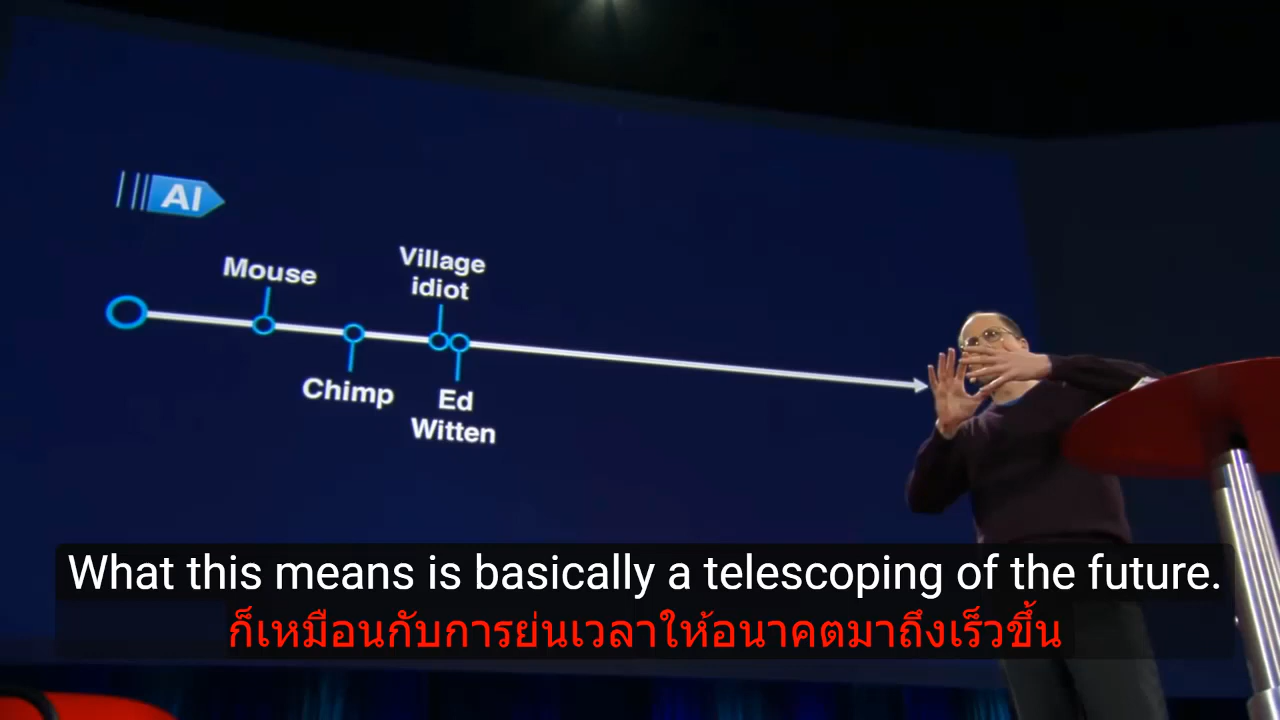 AI
Mouse
Village
idiot
Chimp
Ed
Witten
What this means is basically a telescoping of the future.
ก็เหมือนกับการย่นเวลาให้อนาคตมาถึงเร็วขึ้น